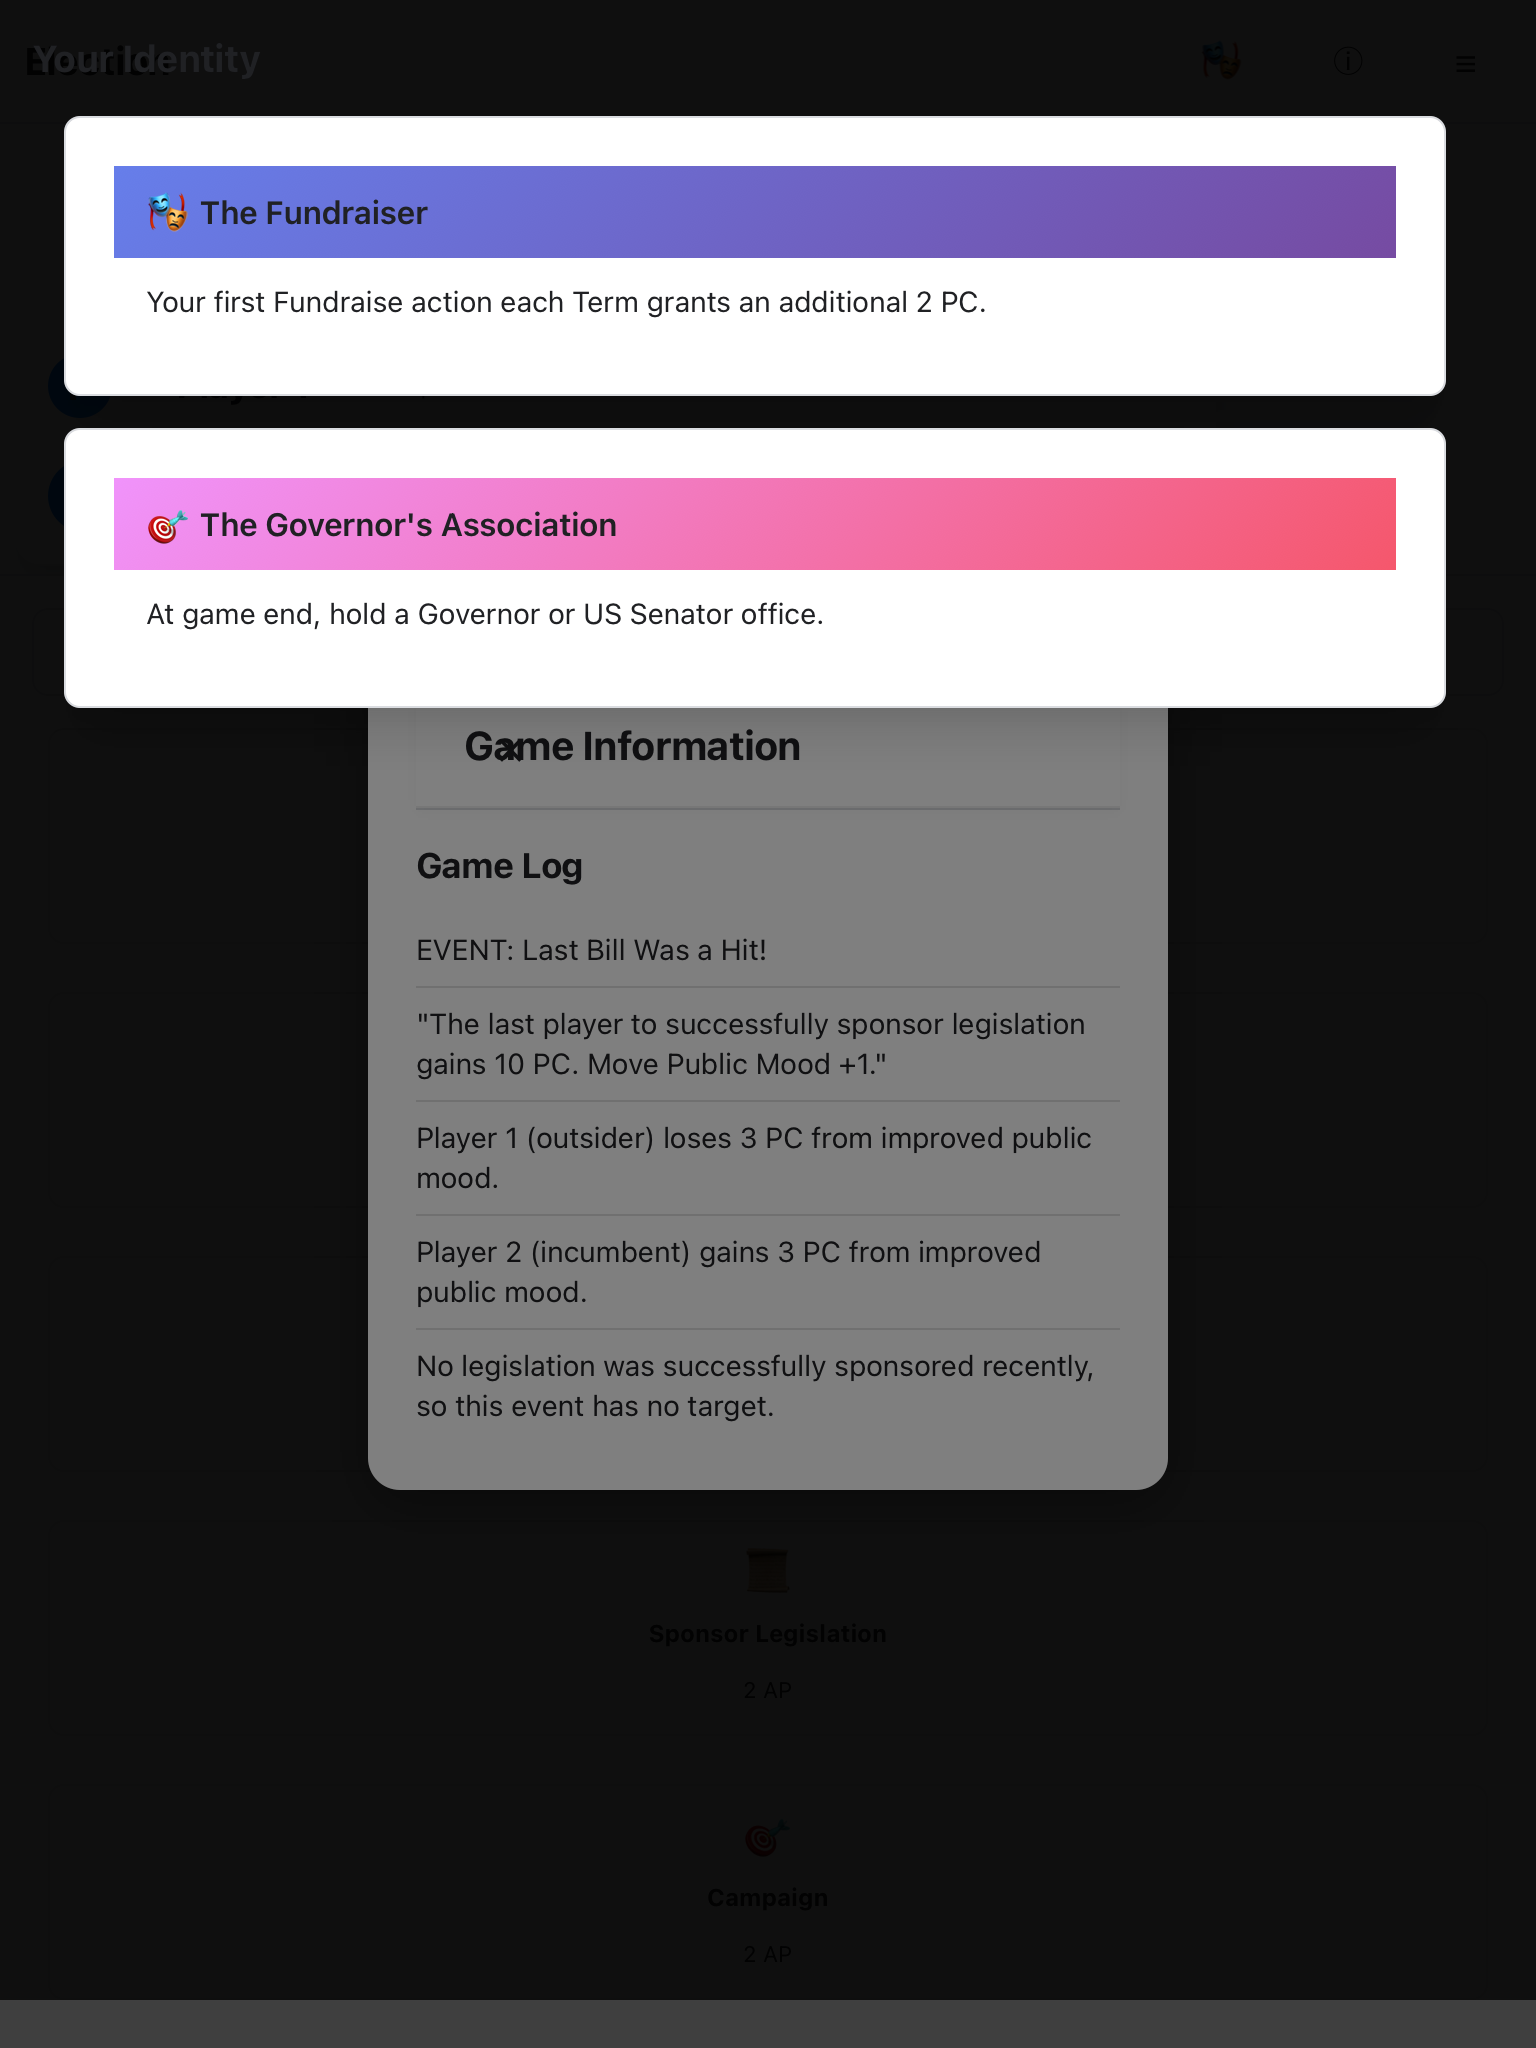 Your Identity
Election
ⓘ
≡
The Fundraiser
Your first Fundraise action each Term grants an additional 2 PC.
The Governor's Association
At game end, hold a Governor or US Senator office.
Game Information
×
Game Log
EVENT: Last Bill Was a Hit!
"The last player to successfully sponsor legislation
gains 10 PC. Move Public Mood +1."
Player 1 (outsider) loses 3 PC from improved public
mood.
Player 2 (incumbent) gains 3 PC from improved
public mood.
No legislation was successfully sponsored recently,
so this event has no target.
Sponsor Legislation
2 AP
Campaign
2 AP